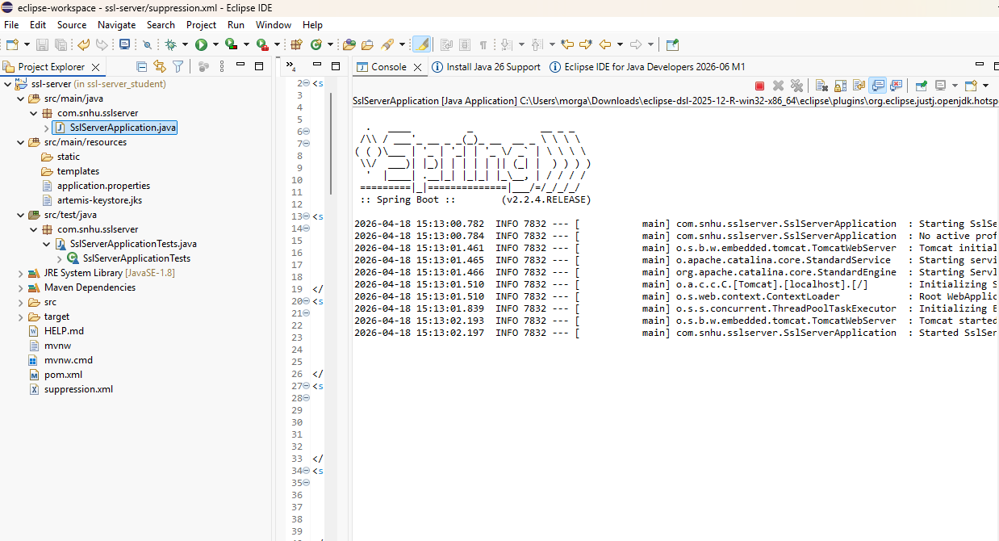 eclipse-workspace - ssl-server/suppression.xml - Eclipse IDE
File Edit Source Navigate Search Project Run Window Help
Project Explorer
4
Console
Install Java 26 Support
Eclipse IDE for Java Developers 2026-06 M1
ssl-server (in ssl-server_student)
src/main/java
com.snhu.sslserver
SslServerApplication.java
src/main/resources
static
templates
application.properties
artemis-keystore.jks
src/test/java
com.snhu.sslserver
SslServerApplicationTests.java
SslServerApplicationTests
JRE System Library [JavaSE-1.8]
Maven Dependencies
src
target
HELP.md
mvnw
mvnw.cmd
pom.xml
suppression.xml
2 <s
3
4
5
6
7
8
9
10
11
12
13 <s
14
15
16
17
18
19 </
20 <s
21
22
23
24
25
26 </
27 <s
28
29
30
31
32
33 </
34 <s
35
36
37
38
39
SslServerApplication [Java Application] C:\Users\morga\Downloads\eclipse-dsl-2025-12-R-win32-x86_64\eclipse\plugins\org.eclipse.justj.openjdk.hotsp
  .   ____          _            __ _ _
 /\\ / ___'_ __ _ _(_)_ __  __ _ \ \ \ \
( ( )\___ | '_ | '_| | '_ \/ _` | \ \ \ \
 \\/  ___)| |_)| | | | | || (_| |  ) ) ) )
  '  |____| .__|_| |_|_| |_\__, | / / / /
 =========|_|==============|___/=/_/_/_/
 :: Spring Boot ::        (v2.2.4.RELEASE)
2026-04-18 15:13:00.782  INFO 7832 --- [           main] com.snhu.sslserver.SslServerApplication  : Starting SslSe
2026-04-18 15:13:00.784  INFO 7832 --- [           main] com.snhu.sslserver.SslServerApplication  : No active prof
2026-04-18 15:13:01.461  INFO 7832 --- [           main] o.s.b.w.embedded.tomcat.TomcatWebServer  : Tomcat initial
2026-04-18 15:13:01.465  INFO 7832 --- [           main] o.apache.catalina.core.StandardService   : Starting servi
2026-04-18 15:13:01.466  INFO 7832 --- [           main] org.apache.catalina.core.StandardEngine  : Starting Servl
2026-04-18 15:13:01.510  INFO 7832 --- [           main] o.a.c.c.C.[Tomcat].[localhost].[/]       : Initializing S
2026-04-18 15:13:01.510  INFO 7832 --- [           main] o.s.web.context.ContextLoader            : Root WebApplic
2026-04-18 15:13:01.839  INFO 7832 --- [           main] o.s.s.concurrent.ThreadPoolTaskExecutor  : Initializing E
2026-04-18 15:13:02.193  INFO 7832 --- [           main] o.s.b.w.embedded.tomcat.TomcatWebServer  : Tomcat started
2026-04-18 15:13:02.197  INFO 7832 --- [           main] com.snhu.sslserver.SslServerApplication  : Started SslSer